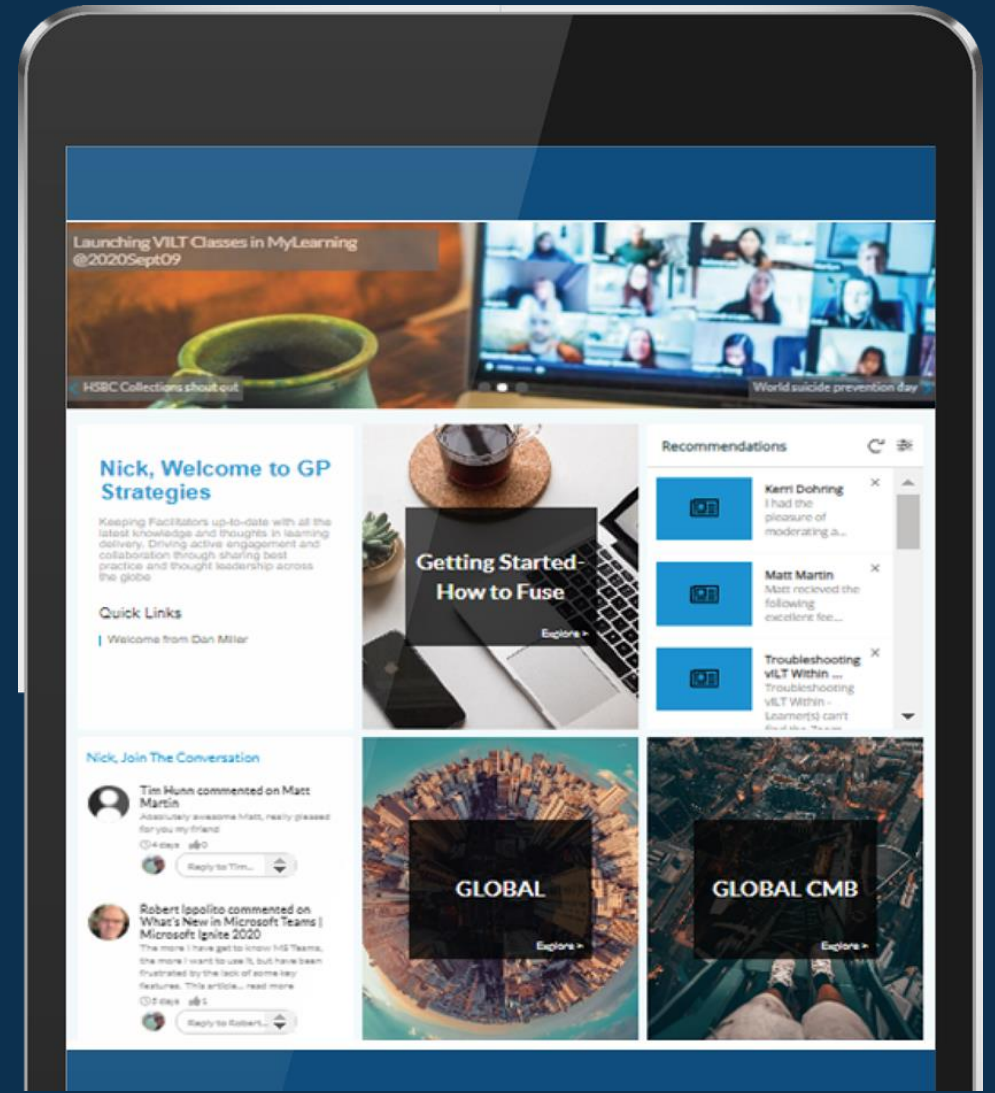 Launching VILT Classes in MyLearning
@2020Sept09
HSBC Collections shout out
World suicide prevention day
Nick, Welcome to GP
Strategies
Keeping Facilitators up-to-date with all the
latest knowledge and thoughts in learning
delivery. Driving active engagement and
collaboration through sharing best
practice and thought leadership across
the globe
Quick Links
Welcome from Dan Miller
Getting Started-
How to Fuse
Explore >
Recommendations
Kerri Dohring
I had the
pleasure of
moderating a...
Matt Martin
Matt recieved the
following
excellent fee...
Troubleshooting
vILT Within ...
Troubleshooting
vILT Within -
Learner(s) can't
find the Zoom
Nick, Join The Conversation
Tim Hunn commented on Matt
Martin
Absolutely awesome Matt, really pleased
for you my friend
4 days 0
Reply to Tim...
Robert Ippolito commented on
What's New in Microsoft Teams |
Microsoft Ignite 2020
The more I have get to know MS Teams,
the more I want to use it, but have been
frustrated by the lack of some key
features. This article... read more
days 1
Reply to Robert...
GLOBAL
Explore >
GLOBAL CMB
Explore >